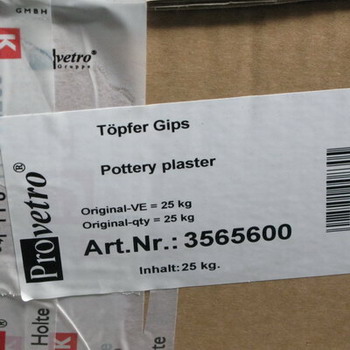 GMBH
vetro®
Gruppe
Töpfer Gips
Pottery plaster
Original-VE = 25 kg
Original-qty = 25 kg
Art.Nr.: 3565600
Inhalt: 25 kg.
Provetro®
Holte
K
K